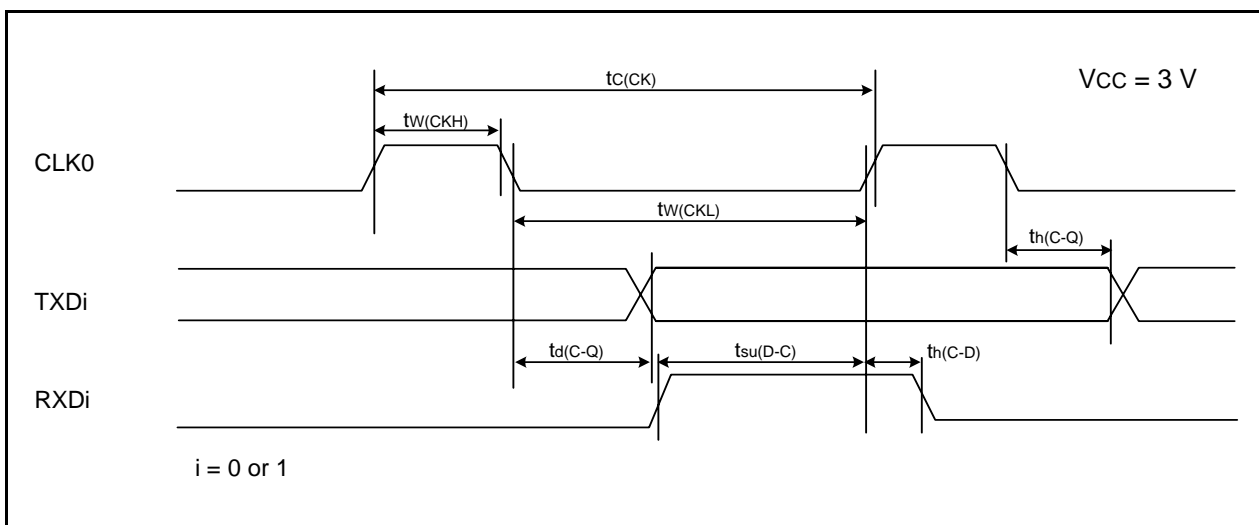 tC(CK)
VCC = 3 V
tW(CKH)
CLK0
tW(CKL)
th(C-Q)
TXDi
td(C-Q)
tsu(D-C)
th(C-D)
RXDi
i = 0 or 1